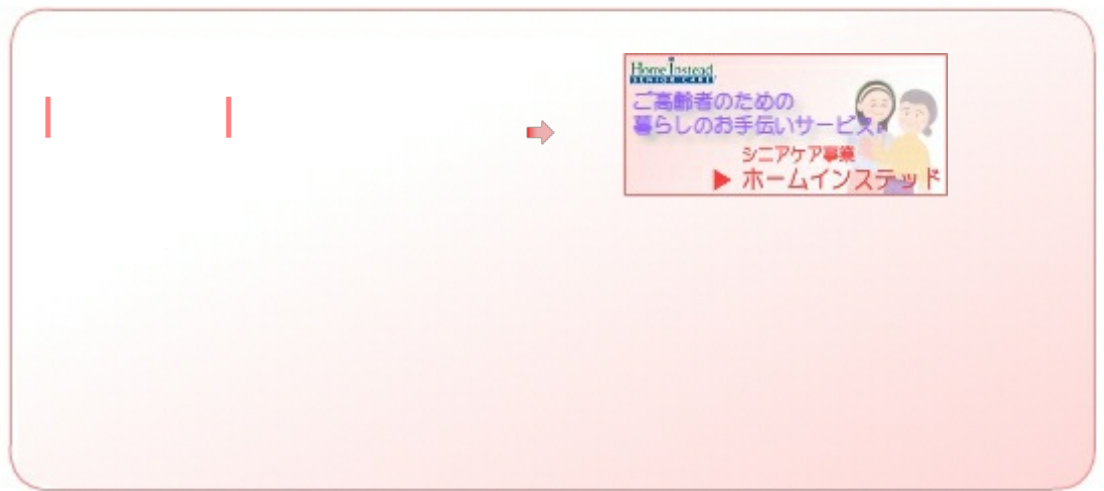 Home Instead
SENIOR CARE
ご高齢者のための
暮らしのお手伝いサービス
シニアケア事業
▶ ホームインステッド